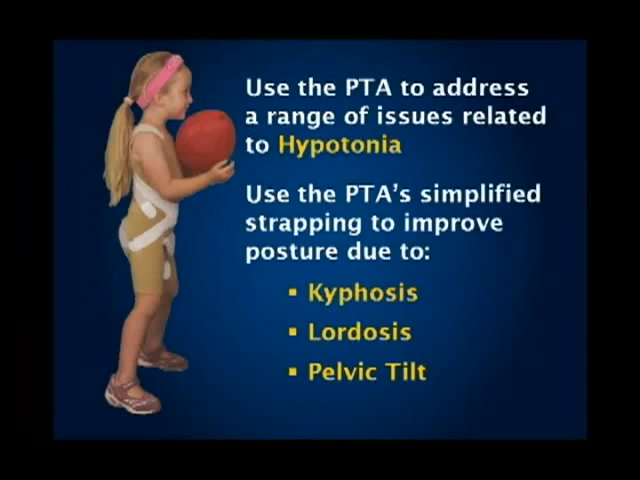 Use the PTA to address
a range of issues related
to Hypotonia
Use the PTA's simplified
strapping to improve
posture due to:
▪ Kyphosis
▪ Lordosis
▪ Pelvic Tilt